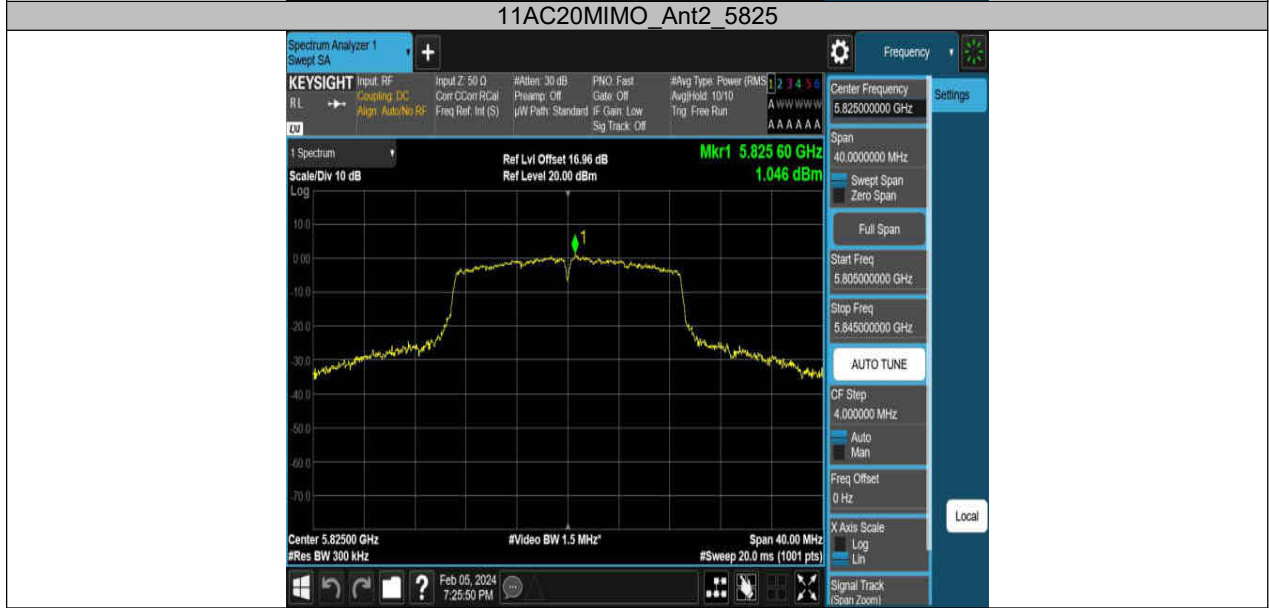 11AC20MIMO_Ant2_5825
Spectrum Analyzer 1
Swept SA
+
Frequency
KEYSIGHT
RL
LXI
Input: RF
Coupling: DC
Align: Auto/No RF
Input Z: 50 Ω
Corr CCorr RCal
Freq Ref: Int (S)
#Atten: 30 dB
Preamp: Off
µW Path: Standard
PNO: Fast
Gate: Off
IF Gain: Low
Sig Track: Off
#Avg Type: Power (RMS
Avg|Hold: 10/10
Trig: Free Run
1 2 3 4 5 6
A W W W W W
A A A A A A
Center Frequency
5.825000000 GHz
Settings
1 Spectrum
Scale/Div 10 dB
Ref Lvl Offset 16.96 dB
Ref Level 20.00 dBm
Mkr1 5.825 60 GHz
1.046 dBm
Span
40.0000000 MHz
Swept Span
Zero Span
Full Span
Start Freq
5.805000000 GHz
Stop Freq
5.845000000 GHz
AUTO TUNE
CF Step
4.000000 MHz
Auto
Man
Freq Offset
0 Hz
X Axis Scale
Log
Lin
Signal Track
(Span Zoom)
Local
Log
10.0
0.00
-10.0
-20.0
-30.0
-40.0
-50.0
-60.0
-70.0
1
Center 5.82500 GHz
#Res BW 300 kHz
#Video BW 1.5 MHz*
Span 40.00 MHz
#Sweep 20.0 ms (1001 pts)
?
Feb 05, 2024
7:25:50 PM